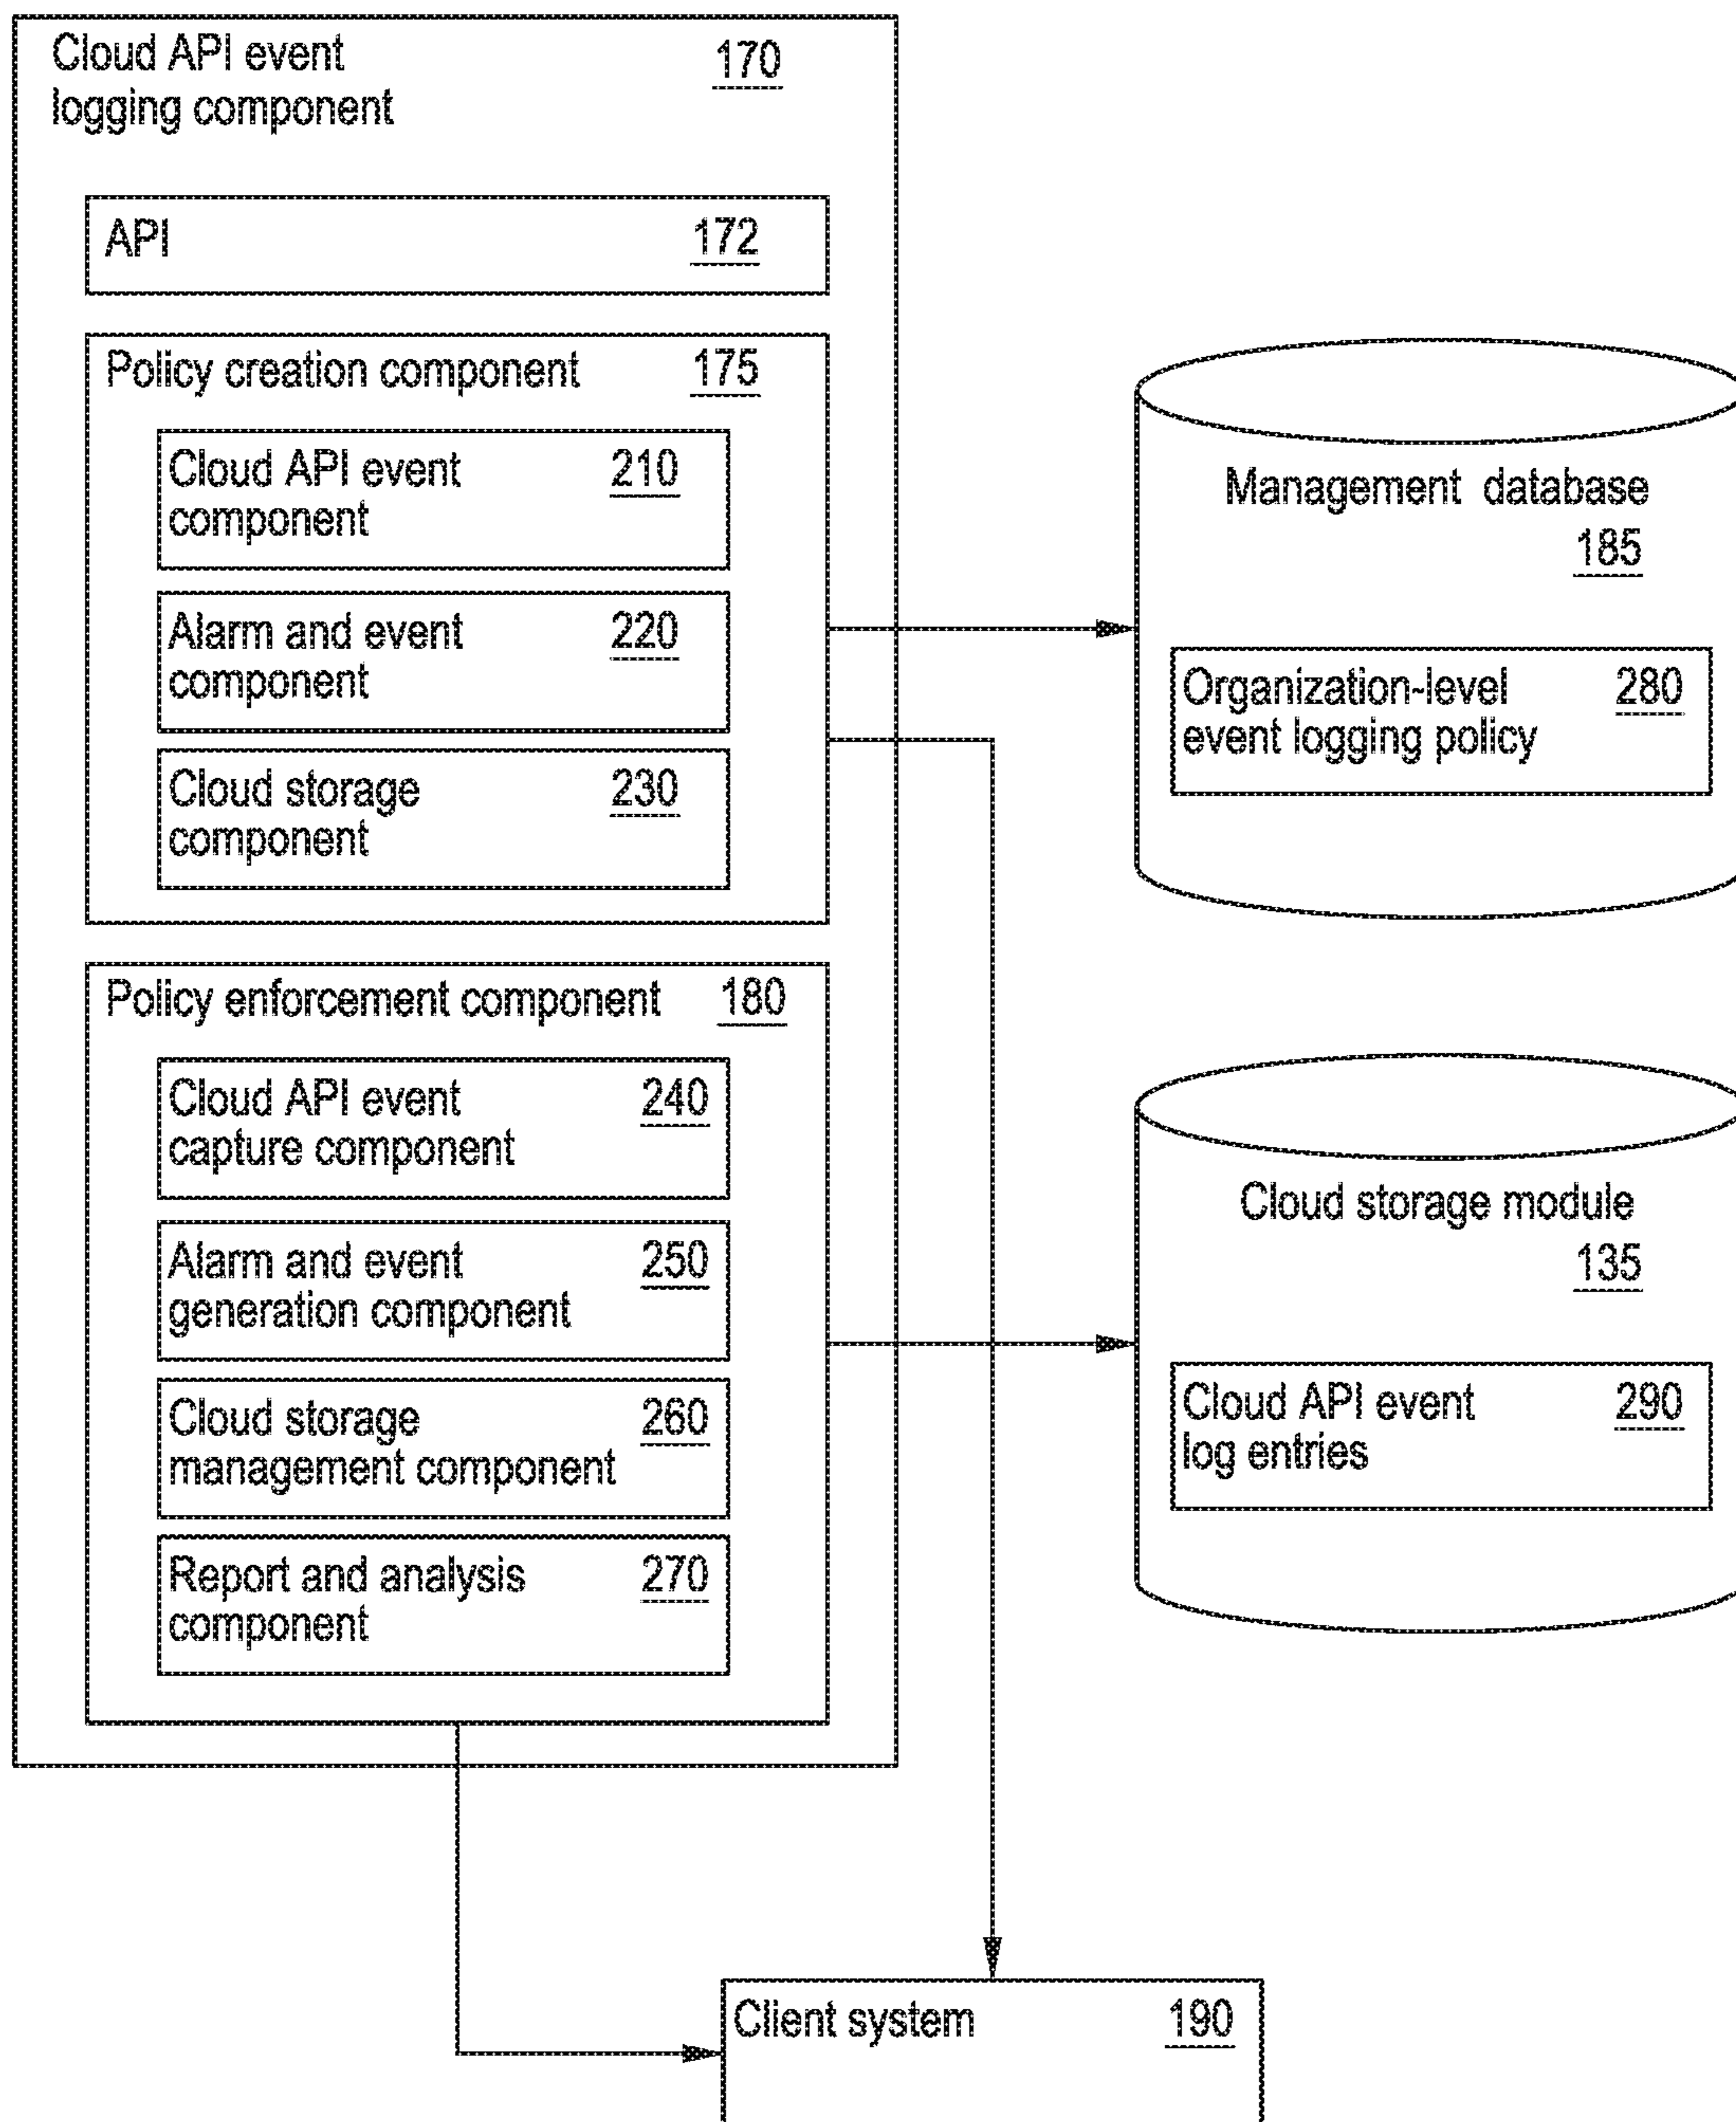 Cloud API event 170
logging component
API 172
Policy creation component 175
Cloud API event 210
component
Alarm and event 220
component
Cloud storage 230
component
Policy enforcement component 180
Cloud API event 240
capture component
Alarm and event 250
generation component
Cloud storage 260
management component
Report and analysis 270
component
Management database
185
Organization-level 280
event logging policy
Cloud storage module
135
Cloud API event 290
log entries
Client system 190